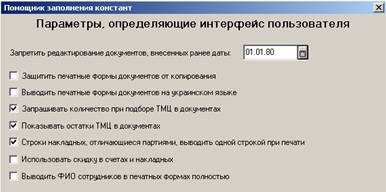 Помощник заполнения констант
Параметры, определяющие интерфейс пользователя
Запретить редактирование документов, внесенных ранее даты: 01.01.80
Защитить печатные формы документов от копирования
Выводить печатные формы документов на украинском языке
Запрашивать количество при подборе ТМЦ в документах
Показывать остатки ТМЦ в документах
Строки накладных, отличающиеся партиями, выводить одной строкой при печати
Использовать скидку в счетах и накладных
Выводить ФИО сотрудников в печатных формах полностью